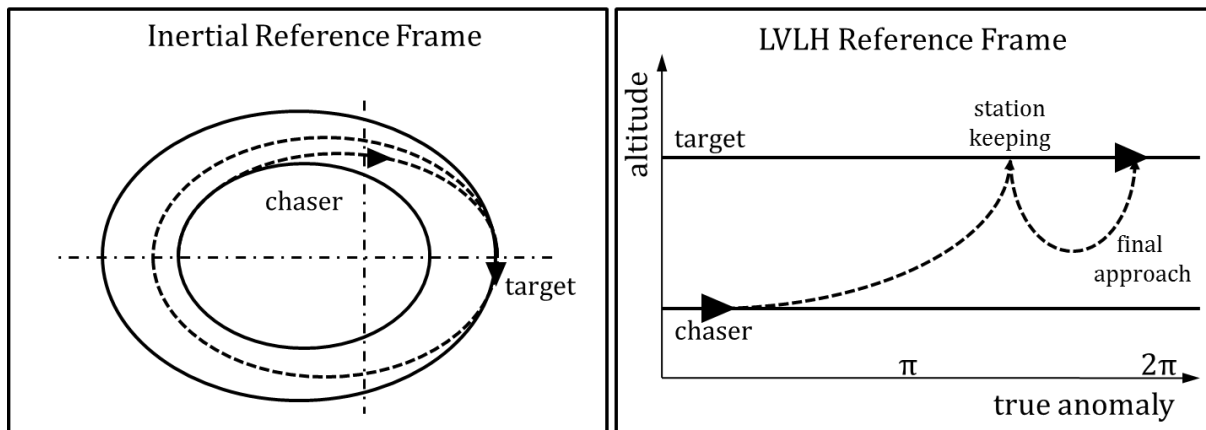 Inertial Reference Frame
chaser
target
LVLH Reference Frame
altitude
target
station
keeping
final
approach
chaser
π
2π
true anomaly